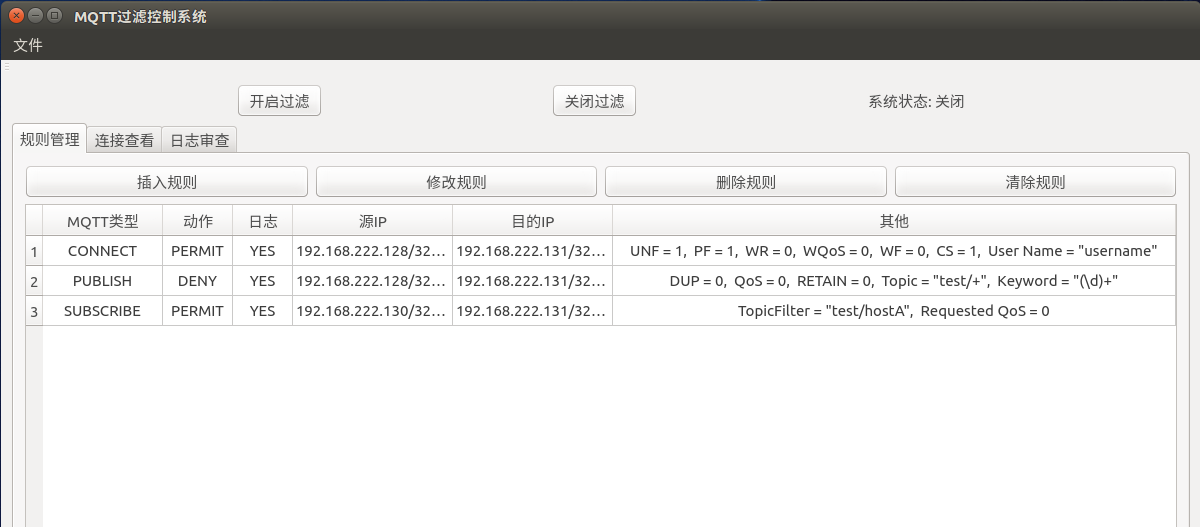 MQTT过滤控制系统
文件
开启过滤 关闭过滤 系统状态: 关闭
规则管理 连接查看 日志审查
插入规则 修改规则 删除规则 清除规则
MQTT类型 动作 日志 源IP 目的IP 其他
1 CONNECT PERMIT YES 192.168.222.128/32... 192.168.222.131/32... UNF = 1, PF = 1, WR = 0, WQoS = 0, WF = 0, CS = 1, User Name = "username"
2 PUBLISH DENY YES 192.168.222.128/32... 192.168.222.131/32... DUP = 0, QoS = 0, RETAIN = 0, Topic = "test/+", Keyword = "(\d)+"
3 SUBSCRIBE PERMIT YES 192.168.222.130/32... 192.168.222.131/32... TopicFilter = "test/hostA", Requested QoS = 0